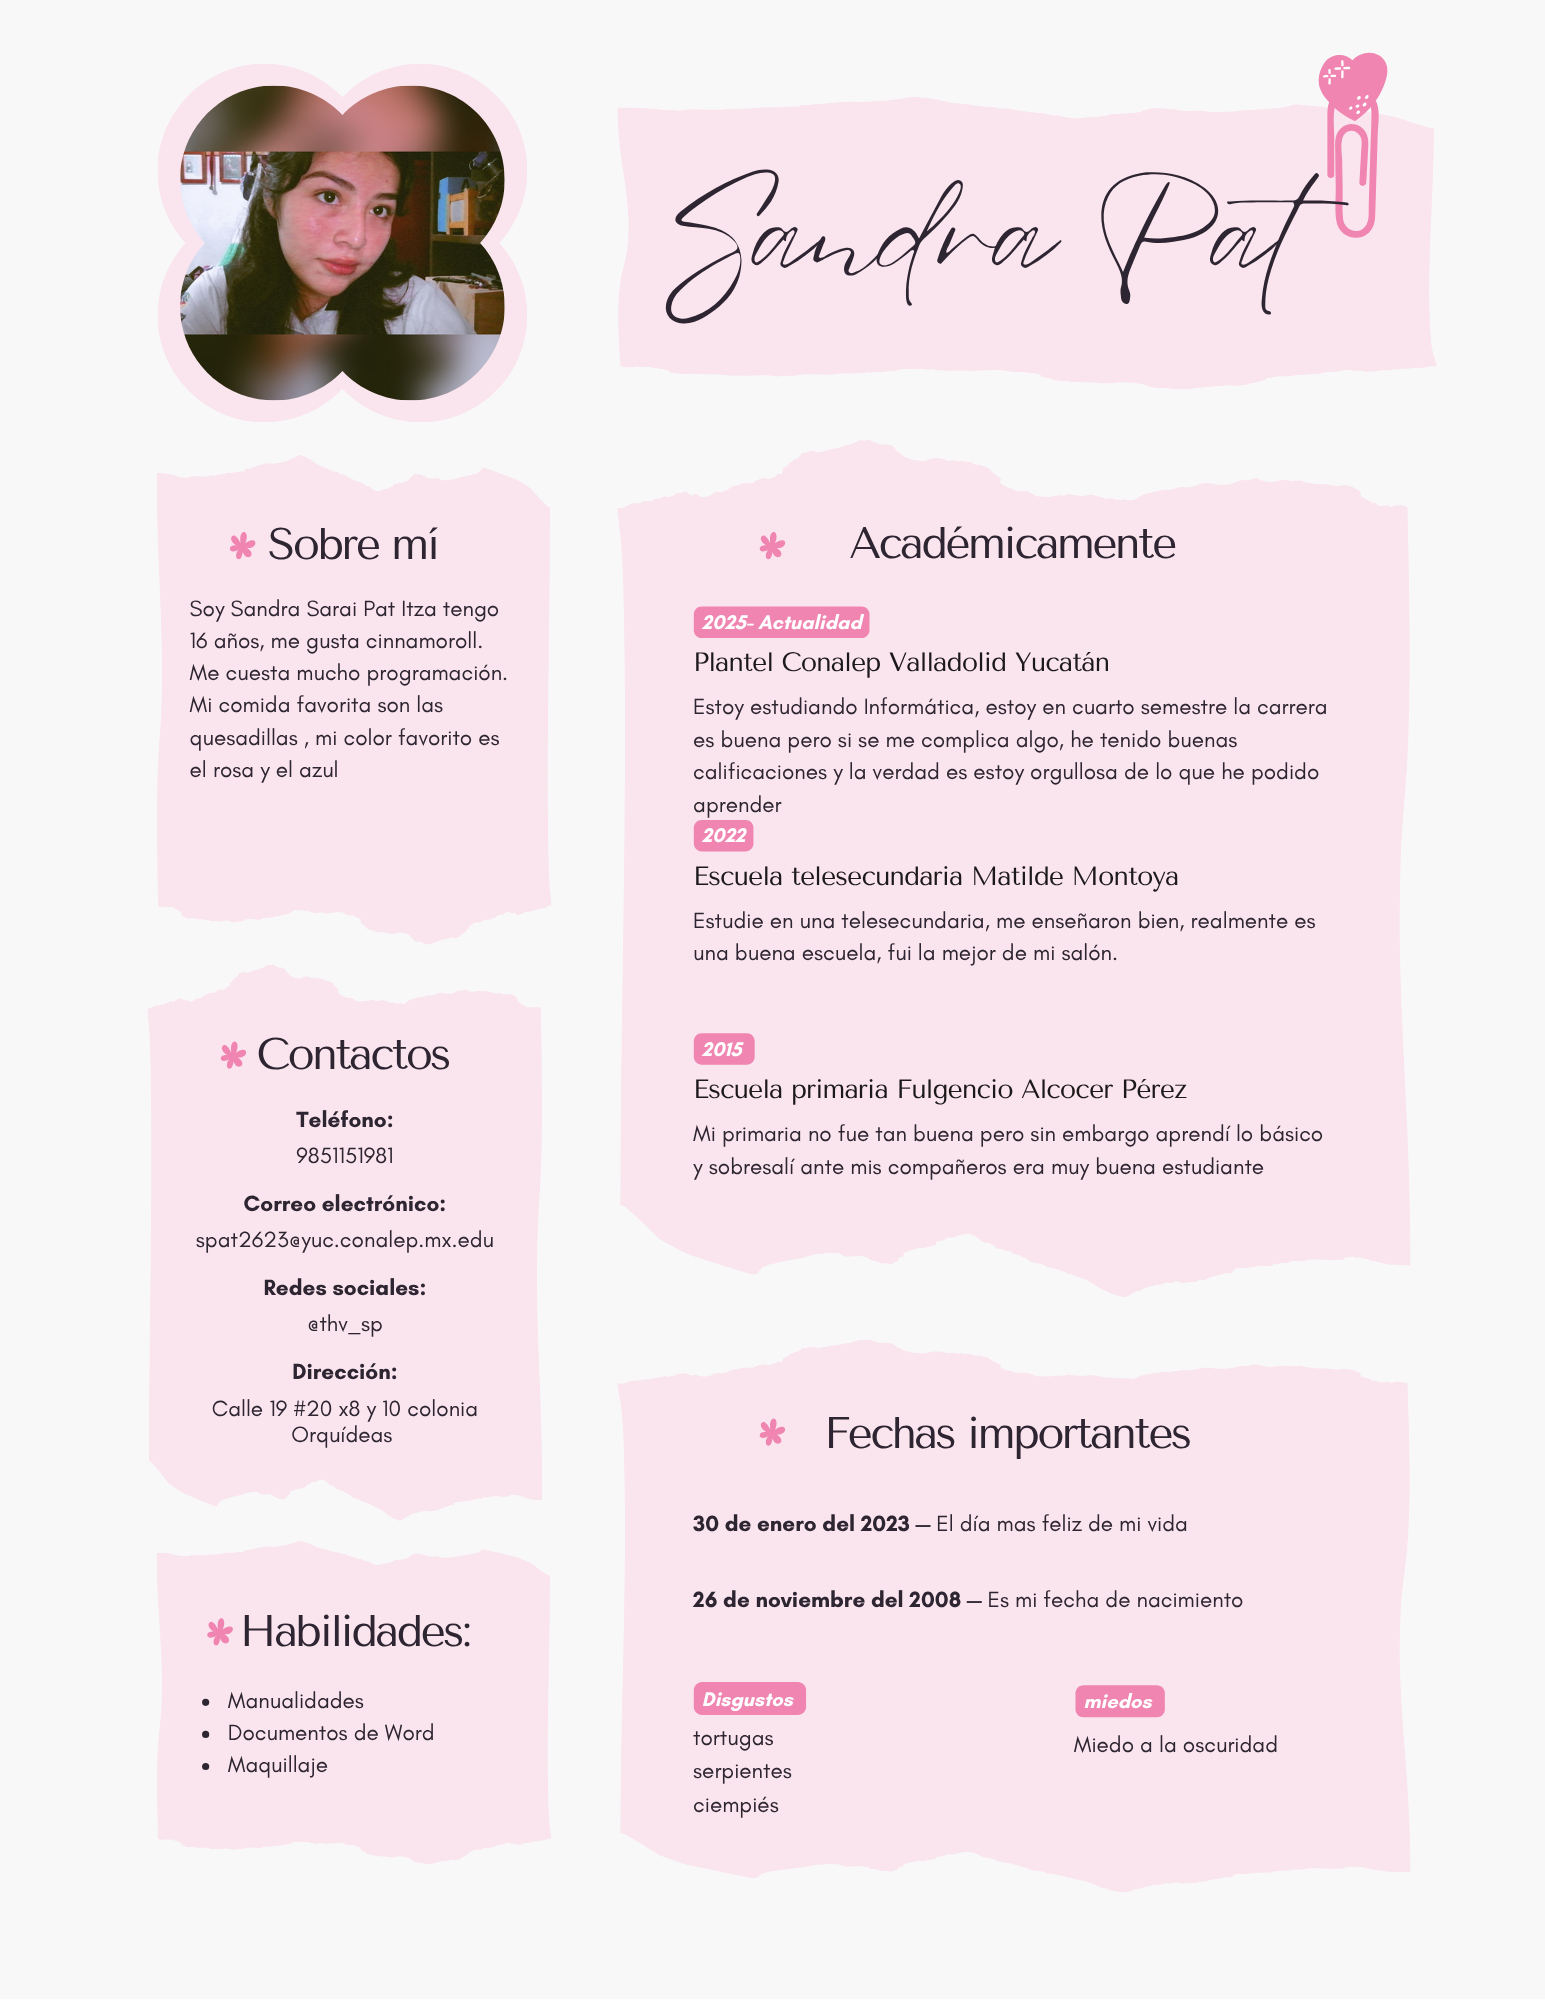 Sandra Pat
Sobre mí
Soy Sandra Sarai Pat Itza tengo
16 años, me gusta cinnamoroll.
Me cuesta mucho programación.
Mi comida favorita son las
quesadillas , mi color favorito es
el rosa y el azul
Contactos
Teléfono:
9851151981
Correo electrónico:
spat2623@yuc.conalep.mx.edu
Redes sociales:
@thv_sp
Dirección:
Calle 19 #20 x8 y 10 colonia
Orquídeas
Habilidades:
• Manualidades
• Documentos de Word
• Maquillaje
Académicamente
2025- Actualidad
Plantel Conalep Valladolid Yucatán
Estoy estudiando Informática, estoy en cuarto semestre la carrera
es buena pero si se me complica algo, he tenido buenas
calificaciones y la verdad es estoy orgullosa de lo que he podido
aprender
2022
Escuela telesecundaria Matilde Montoya
Estudie en una telesecundaria, me enseñaron bien, realmente es
una buena escuela, fui la mejor de mi salón.
2015
Escuela primaria Fulgencio Alcocer Pérez
Mi primaria no fue tan buena pero sin embargo aprendí lo básico
y sobresalí ante mis compañeros era muy buena estudiante
Fechas importantes
30 de enero del 2023 — El día mas feliz de mi vida
26 de noviembre del 2008 — Es mi fecha de nacimiento
Disgustos
tortugas
serpientes
ciempiés
miedos
Miedo a la oscuridad